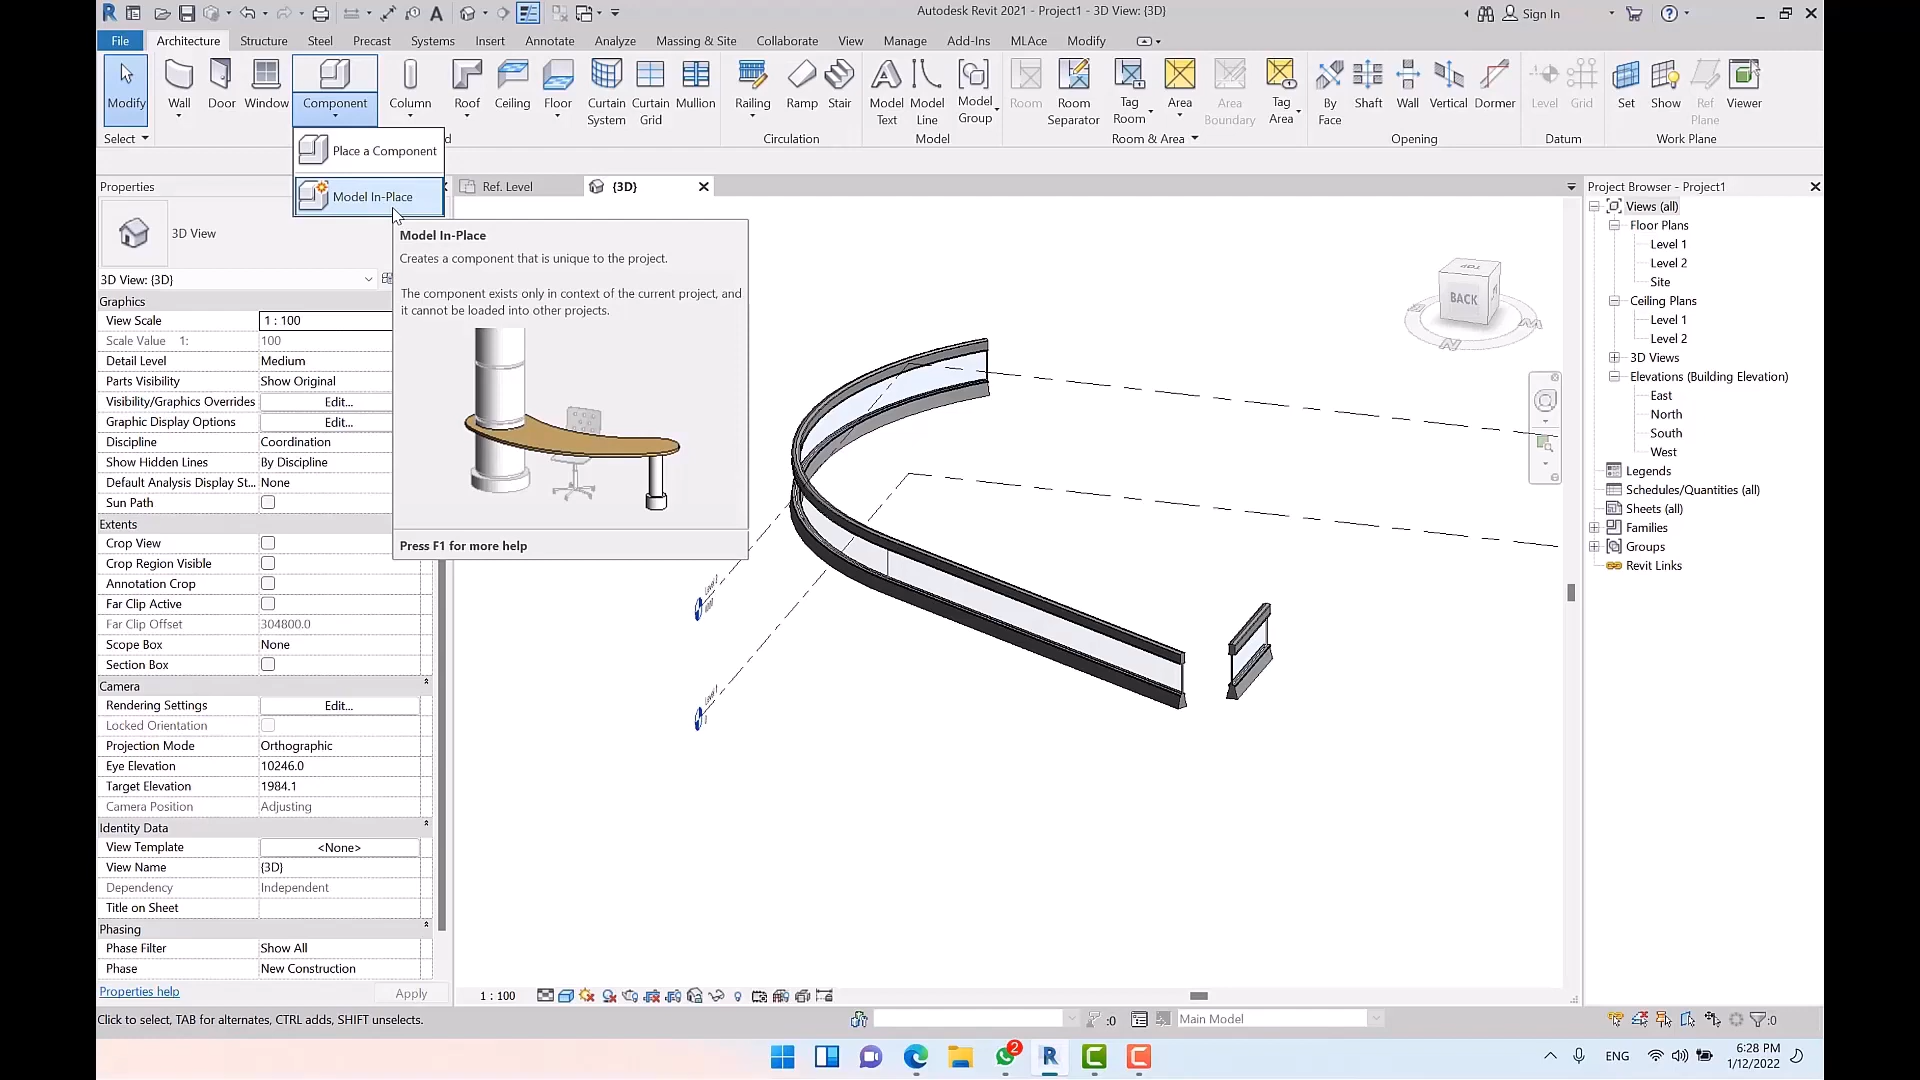 Autodesk Revit 2021 - Project1 - 3D View: {3D}
Sign In
File Architecture Structure Steel Precast Systems Insert Annotate Analyze Massing & Site Collaborate View Manage Add-Ins MLAce Modify
Modify Wall Door Window Component Column Roof Ceiling Floor Curtain System Curtain Grid Mullion Railing Ramp Stair Model Text Model Line Model Group Room Room Separator Tag Room Area Area Boundary Tag Area By Face Shaft Wall Vertical Dormer Level Grid Set Show Ref Plane Viewer
Select Circulation Model Room & Area Opening Datum Work Plane
Place a Component
Model In-Place
Properties
Ref. Level
{3D}
Project Browser - Project1
Model In-Place
Creates a component that is unique to the project.
The component exists only in context of the current project, and
it cannot be loaded into other projects.
Press F1 for more help
3D View
3D View: {3D}
Graphics
View Scale 1 : 100
Scale Value 1: 100
Detail Level Medium
Parts Visibility Show Original
Visibility/Graphics Overrides Edit...
Graphic Display Options Edit...
Discipline Coordination
Show Hidden Lines By Discipline
Default Analysis Display St... None
Sun Path
Extents
Crop View
Crop Region Visible
Annotation Crop
Far Clip Active
Far Clip Offset 304800.0
Scope Box None
Section Box
Camera
Rendering Settings Edit...
Locked Orientation
Projection Mode Orthographic
Eye Elevation 10246.0
Target Elevation 1984.1
Camera Position Adjusting
Identity Data
View Template <None>
View Name {3D}
Dependency Independent
Title on Sheet
Phasing
Phase Filter Show All
Phase New Construction
Properties help Apply
TOP
BACK
N
W
Views (all)
Floor Plans
Level 1
Level 2
Site
Ceiling Plans
Level 1
Level 2
3D Views
Elevations (Building Elevation)
East
North
South
West
Legends
Schedules/Quantities (all)
Sheets (all)
Families
Groups
Revit Links
1 : 100
Click to select, TAB for alternates, CTRL adds, SHIFT unselects.
:0
Main Model
:0
2
ENG
6:28 PM
1/12/2022